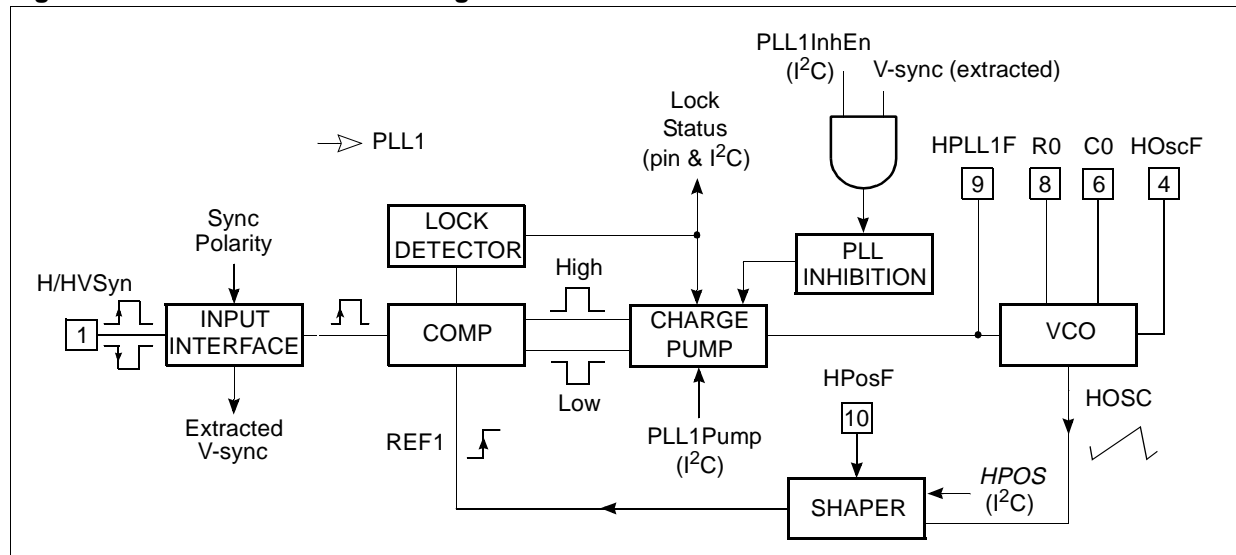 PLL1InhEn
(I²C)
V-sync (extracted)
Lock
Status
(pin & I²C)
PLL1
HPLL1F
R0
C0
HOscF
9
8
6
4
Sync
Polarity
LOCK
DETECTOR
PLL
INHIBITION
High
H/HVSyn
1
INPUT
INTERFACE
COMP
CHARGE
PUMP
VCO
Low
HPosF
10
HOSC
Extracted
V-sync
REF1
PLL1Pump
(I²C)
HPOS
(I²C)
SHAPER